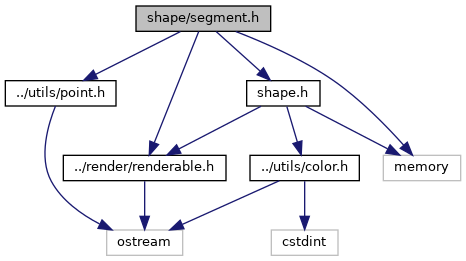 shape/segment.h
../utils/point.h
shape.h
../render/renderable.h
../utils/color.h
memory
ostream
cstdint